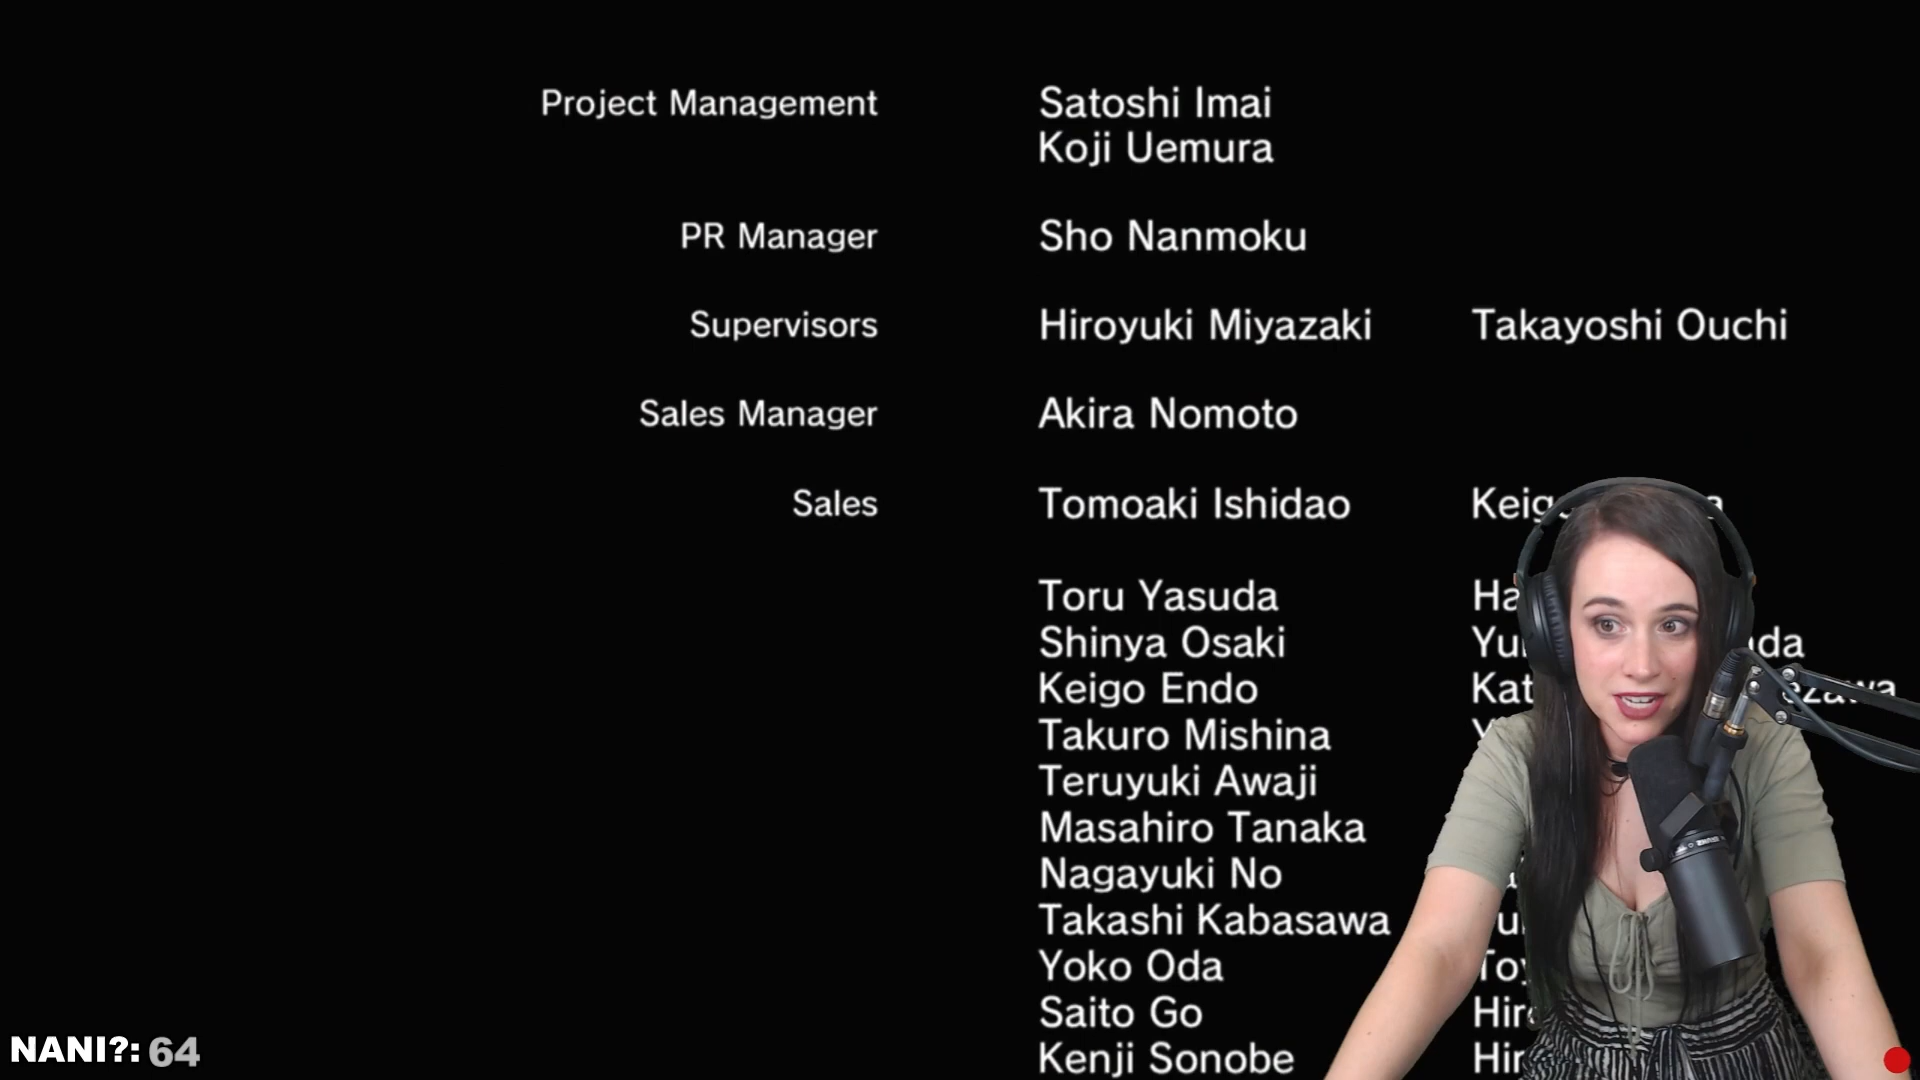 Project Management Satoshi Imai
Koji Uemura
PR Manager Sho Nanmoku
Supervisors Hiroyuki Miyazaki Takayoshi Ouchi
Sales Manager Akira Nomoto
Sales Tomoaki Ishidao
Toru Yasuda
Shinya Osaki
Keigo Endo
Takuro Mishina
Teruyuki Awaji
Masahiro Tanaka
Nagayuki No
Takashi Kabasawa
Yoko Oda
Saito Go
Kenji Sonobe
NANI?: 64